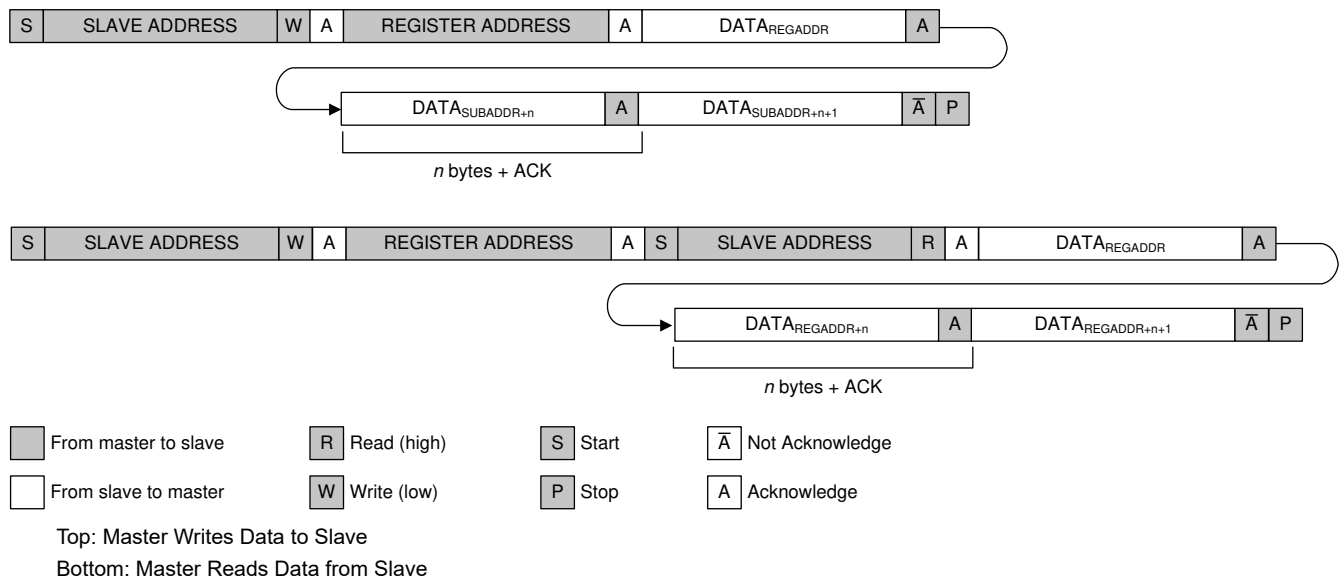 S SLAVE ADDRESS W A REGISTER ADDRESS A DATAREGADDR A
DATASUBADDR+n A DATASUBADDR+n+1 A̅ P
n bytes + ACK
S SLAVE ADDRESS W A REGISTER ADDRESS A S SLAVE ADDRESS R A DATAREGADDR A
DATAREGADDR+n A DATAREGADDR+n+1 A̅ P
n bytes + ACK
From master to slave R Read (high) S Start A̅ Not Acknowledge
From slave to master W Write (low) P Stop A Acknowledge
Top: Master Writes Data to Slave
Bottom: Master Reads Data from Slave